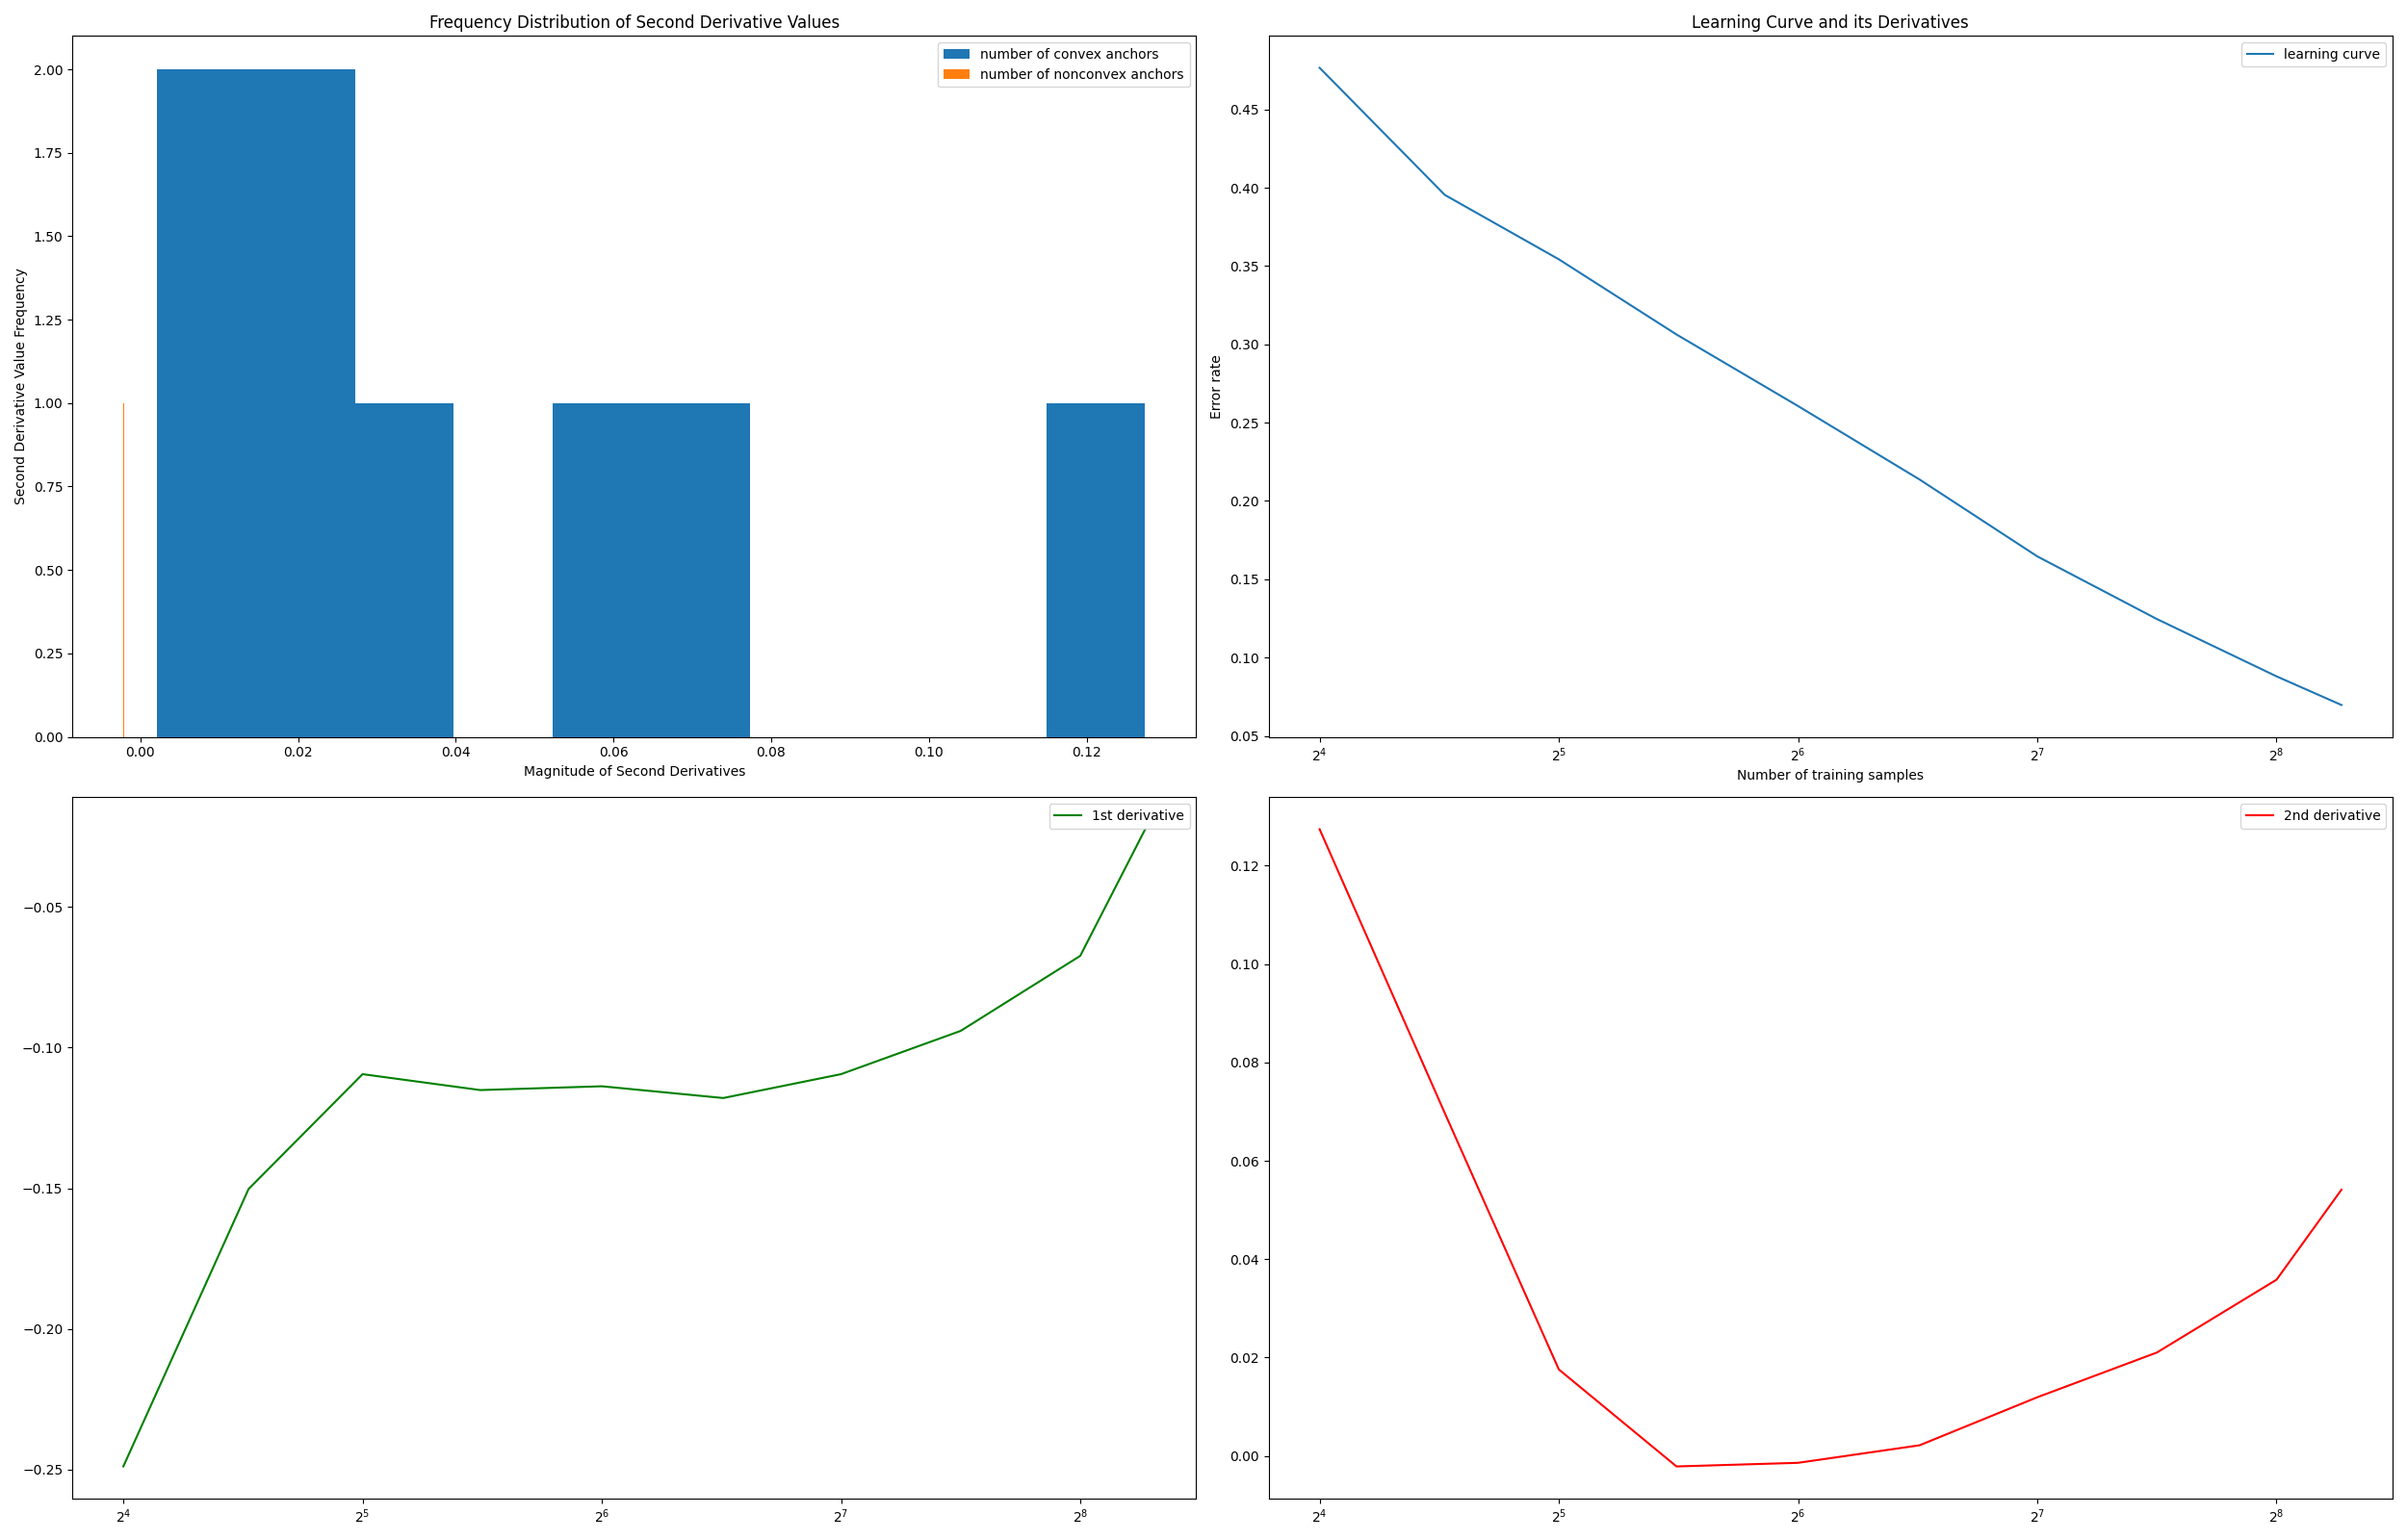 Frequency Distribution of Second Derivative Values
number of convex anchors
number of nonconvex anchors
2.00
1.75
1.50
1.25
1.00
0.75
0.50
0.25
0.00
Second Derivative Value Frequency
0.00 0.02 0.04 0.06 0.08 0.10 0.12
Magnitude of Second Derivatives
Learning Curve and its Derivatives
learning curve
0.45
0.40
0.35
0.30
0.25
0.20
0.15
0.10
0.05
Error rate
2⁴ 2⁵ 2⁶ 2⁷ 2⁸
Number of training samples
1st derivative
−0.05
−0.10
−0.15
−0.20
−0.25
2⁴ 2⁵ 2⁶ 2⁷ 2⁸
2nd derivative
0.12
0.10
0.08
0.06
0.04
0.02
0.00
2⁴ 2⁵ 2⁶ 2⁷ 2⁸